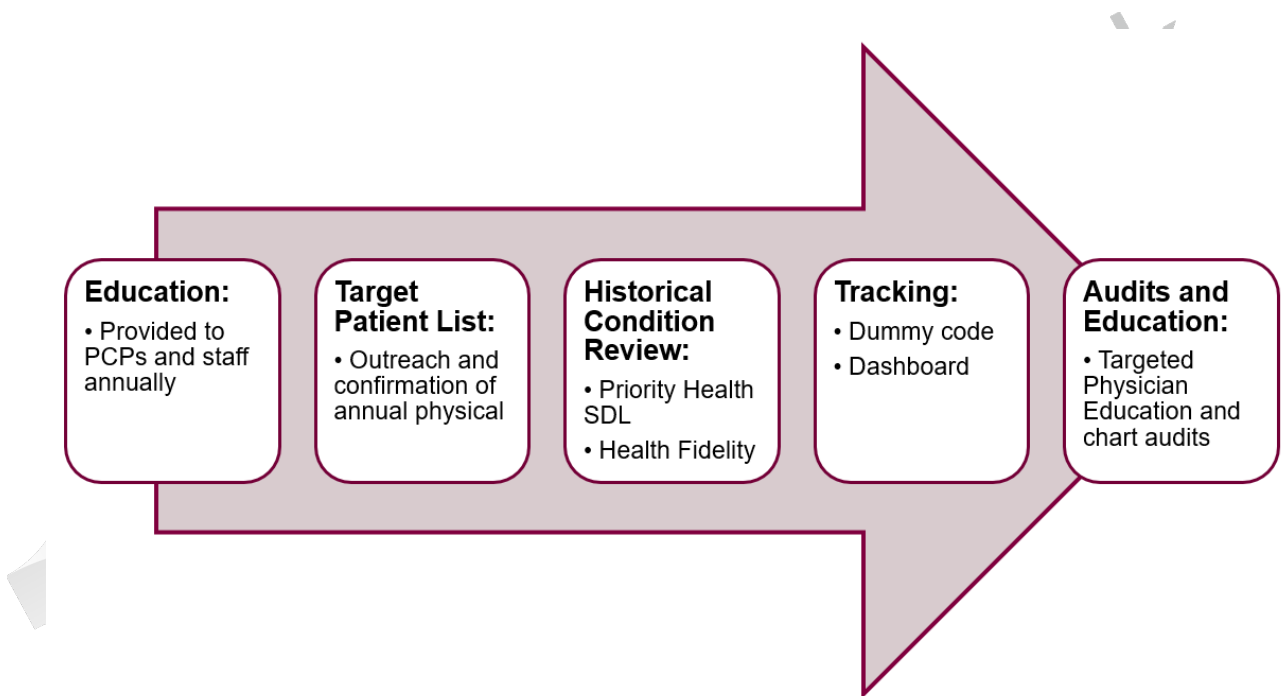 Education:
• Provided to
PCPs and staff
annually
Target
Patient List:
• Outreach and
confirmation of
annual physical
Historical
Condition
Review:
• Priority Health
SDL
• Health Fidelity
Tracking:
• Dummy code
• Dashboard
Audits and
Education:
• Targeted
Physician
Education and
chart audits